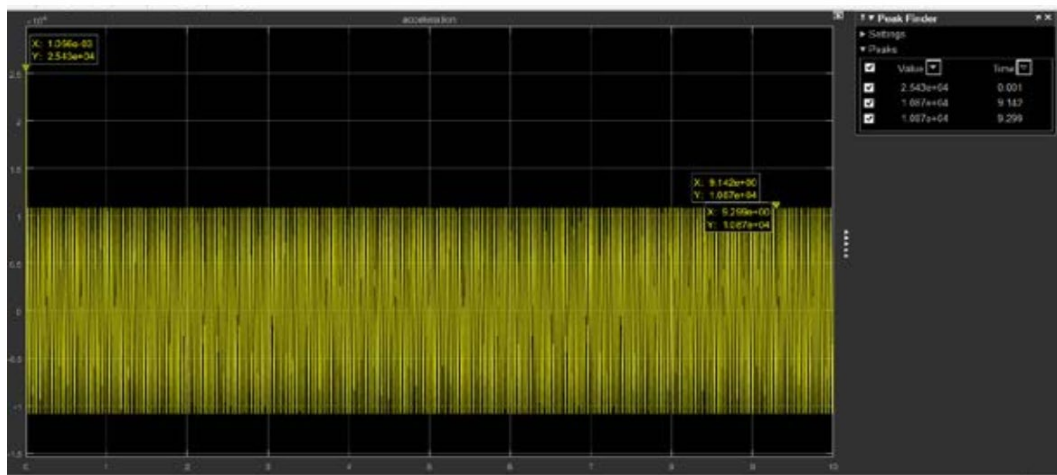 acceleration
X: 1.066e-03
Y: 2.543e+04
2.5
2
1.5
1
0.5
0
-0.5
-1
-1.5
X: 9.142e+00
Y: 1.087e+04
X: 9.299e+00
Y: 1.087e+04
0 1 2 3 4 5 6 7 8 9 10
Peak Finder
Settings
Peaks
Value Time
2.543e+04 0.001
1.087e+04 9.142
1.087e+04 9.299